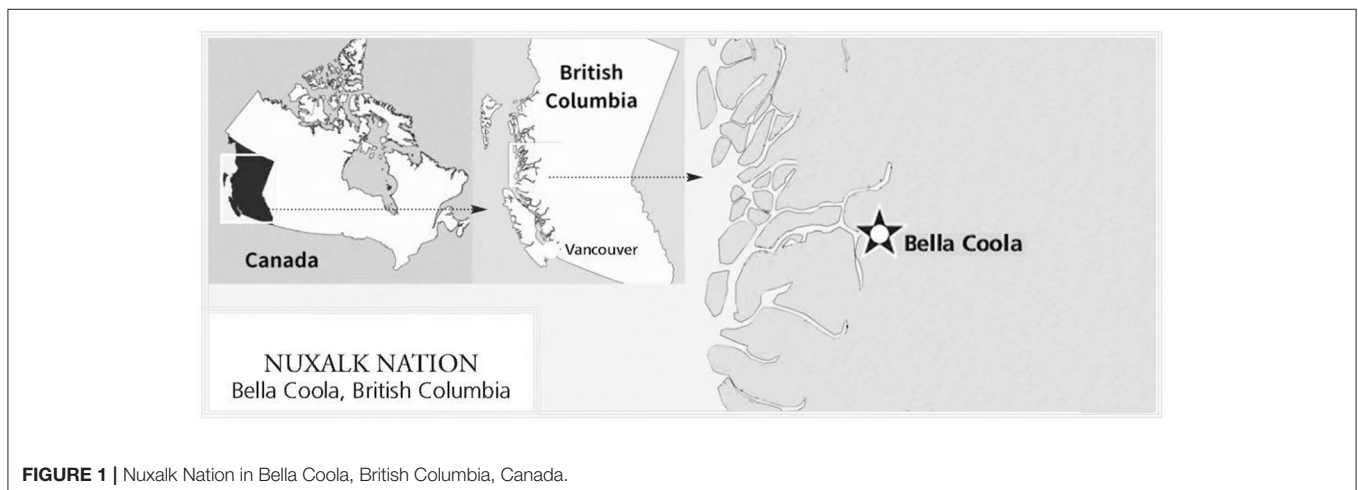 Canada
British
Columbia
Vancouver
Bella Coola
NUXALK NATION
Bella Coola, British Columbia
FIGURE 1 | Nuxalk Nation in Bella Coola, British Columbia, Canada.